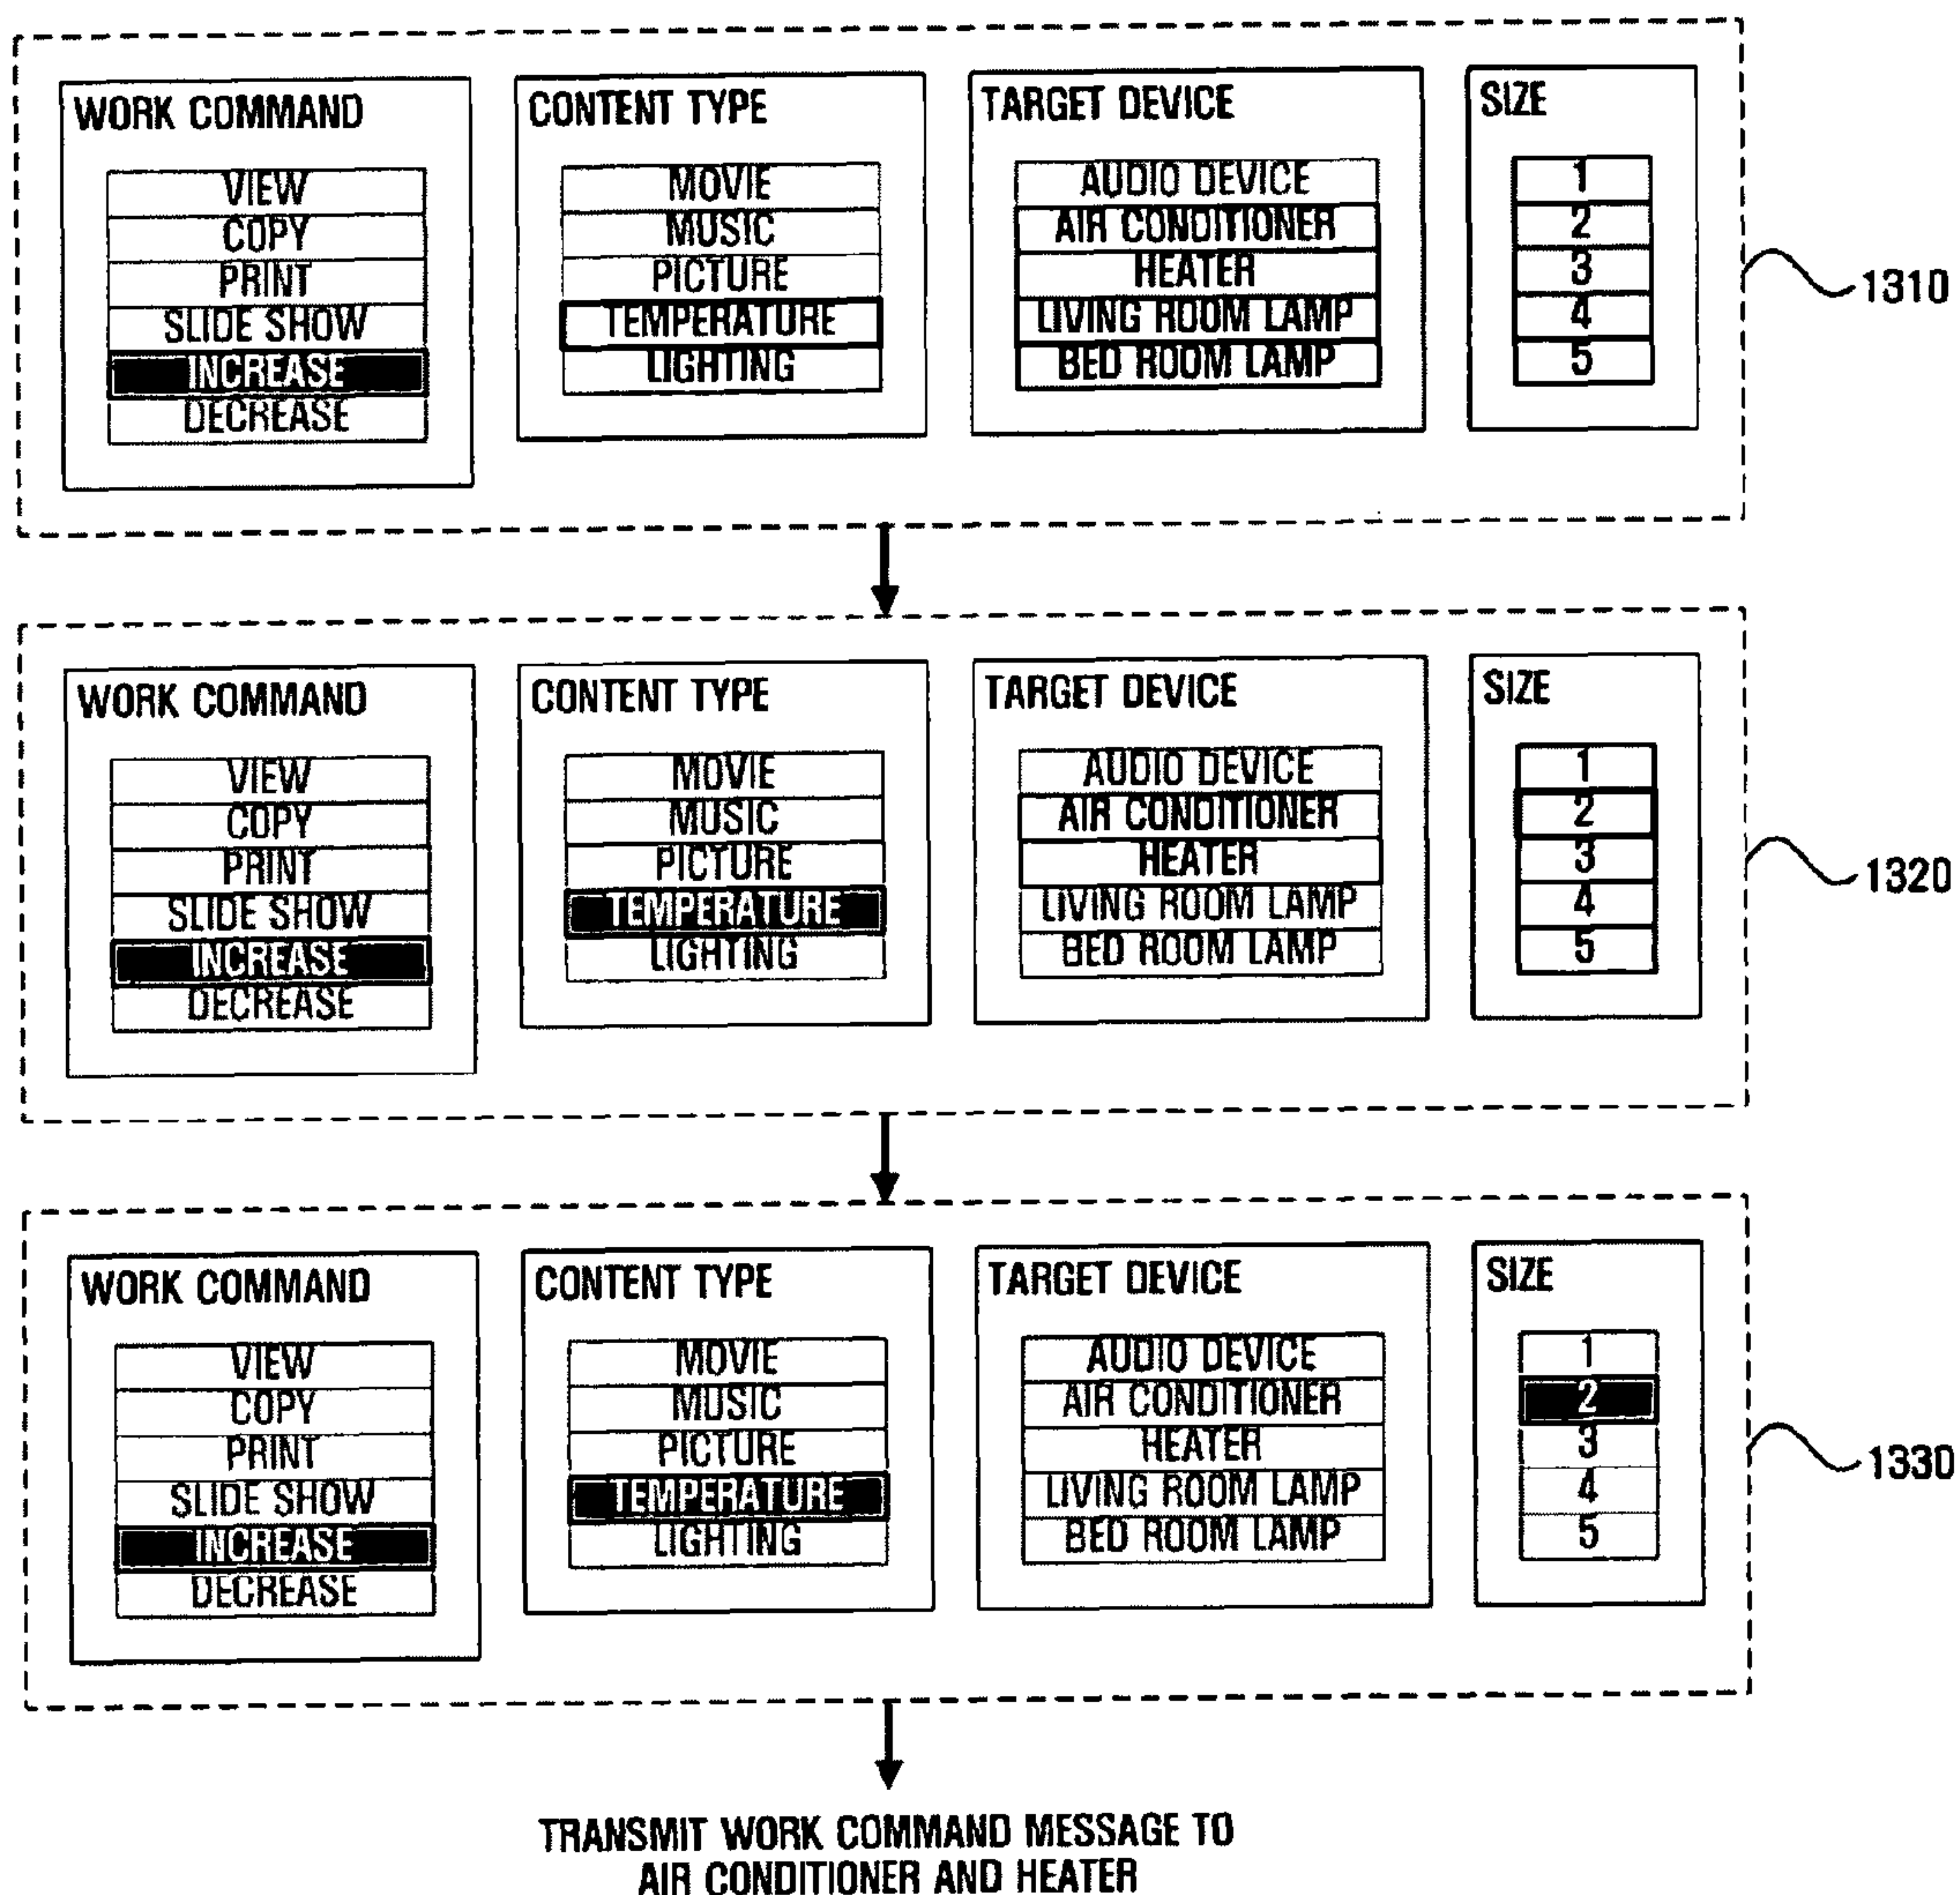 WORK COMMAND
VIEW
COPY
PRINT
SLIDE SHOW
INCREASE
DECREASE
CONTENT TYPE
MOVIE
MUSIC
PICTURE
TEMPERATURE
LIGHTING
TARGET DEVICE
AUDIO DEVICE
AIR CONDITIONER
HEATER
LIVING ROOM LAMP
BED ROOM LAMP
SIZE
1
2
3
4
5
1310
WORK COMMAND
VIEW
COPY
PRINT
SLIDE SHOW
INCREASE
DECREASE
CONTENT TYPE
MOVIE
MUSIC
PICTURE
TEMPERATURE
LIGHTING
TARGET DEVICE
AUDIO DEVICE
AIR CONDITIONER
HEATER
LIVING ROOM LAMP
BED ROOM LAMP
SIZE
1
2
3
4
5
1320
WORK COMMAND
VIEW
COPY
PRINT
SLIDE SHOW
INCREASE
DECREASE
CONTENT TYPE
MOVIE
MUSIC
PICTURE
TEMPERATURE
LIGHTING
TARGET DEVICE
AUDIO DEVICE
AIR CONDITIONER
HEATER
LIVING ROOM LAMP
BED ROOM LAMP
SIZE
1
2
3
4
5
1330
TRANSMIT WORK COMMAND MESSAGE TO
AIR CONDITIONER AND HEATER